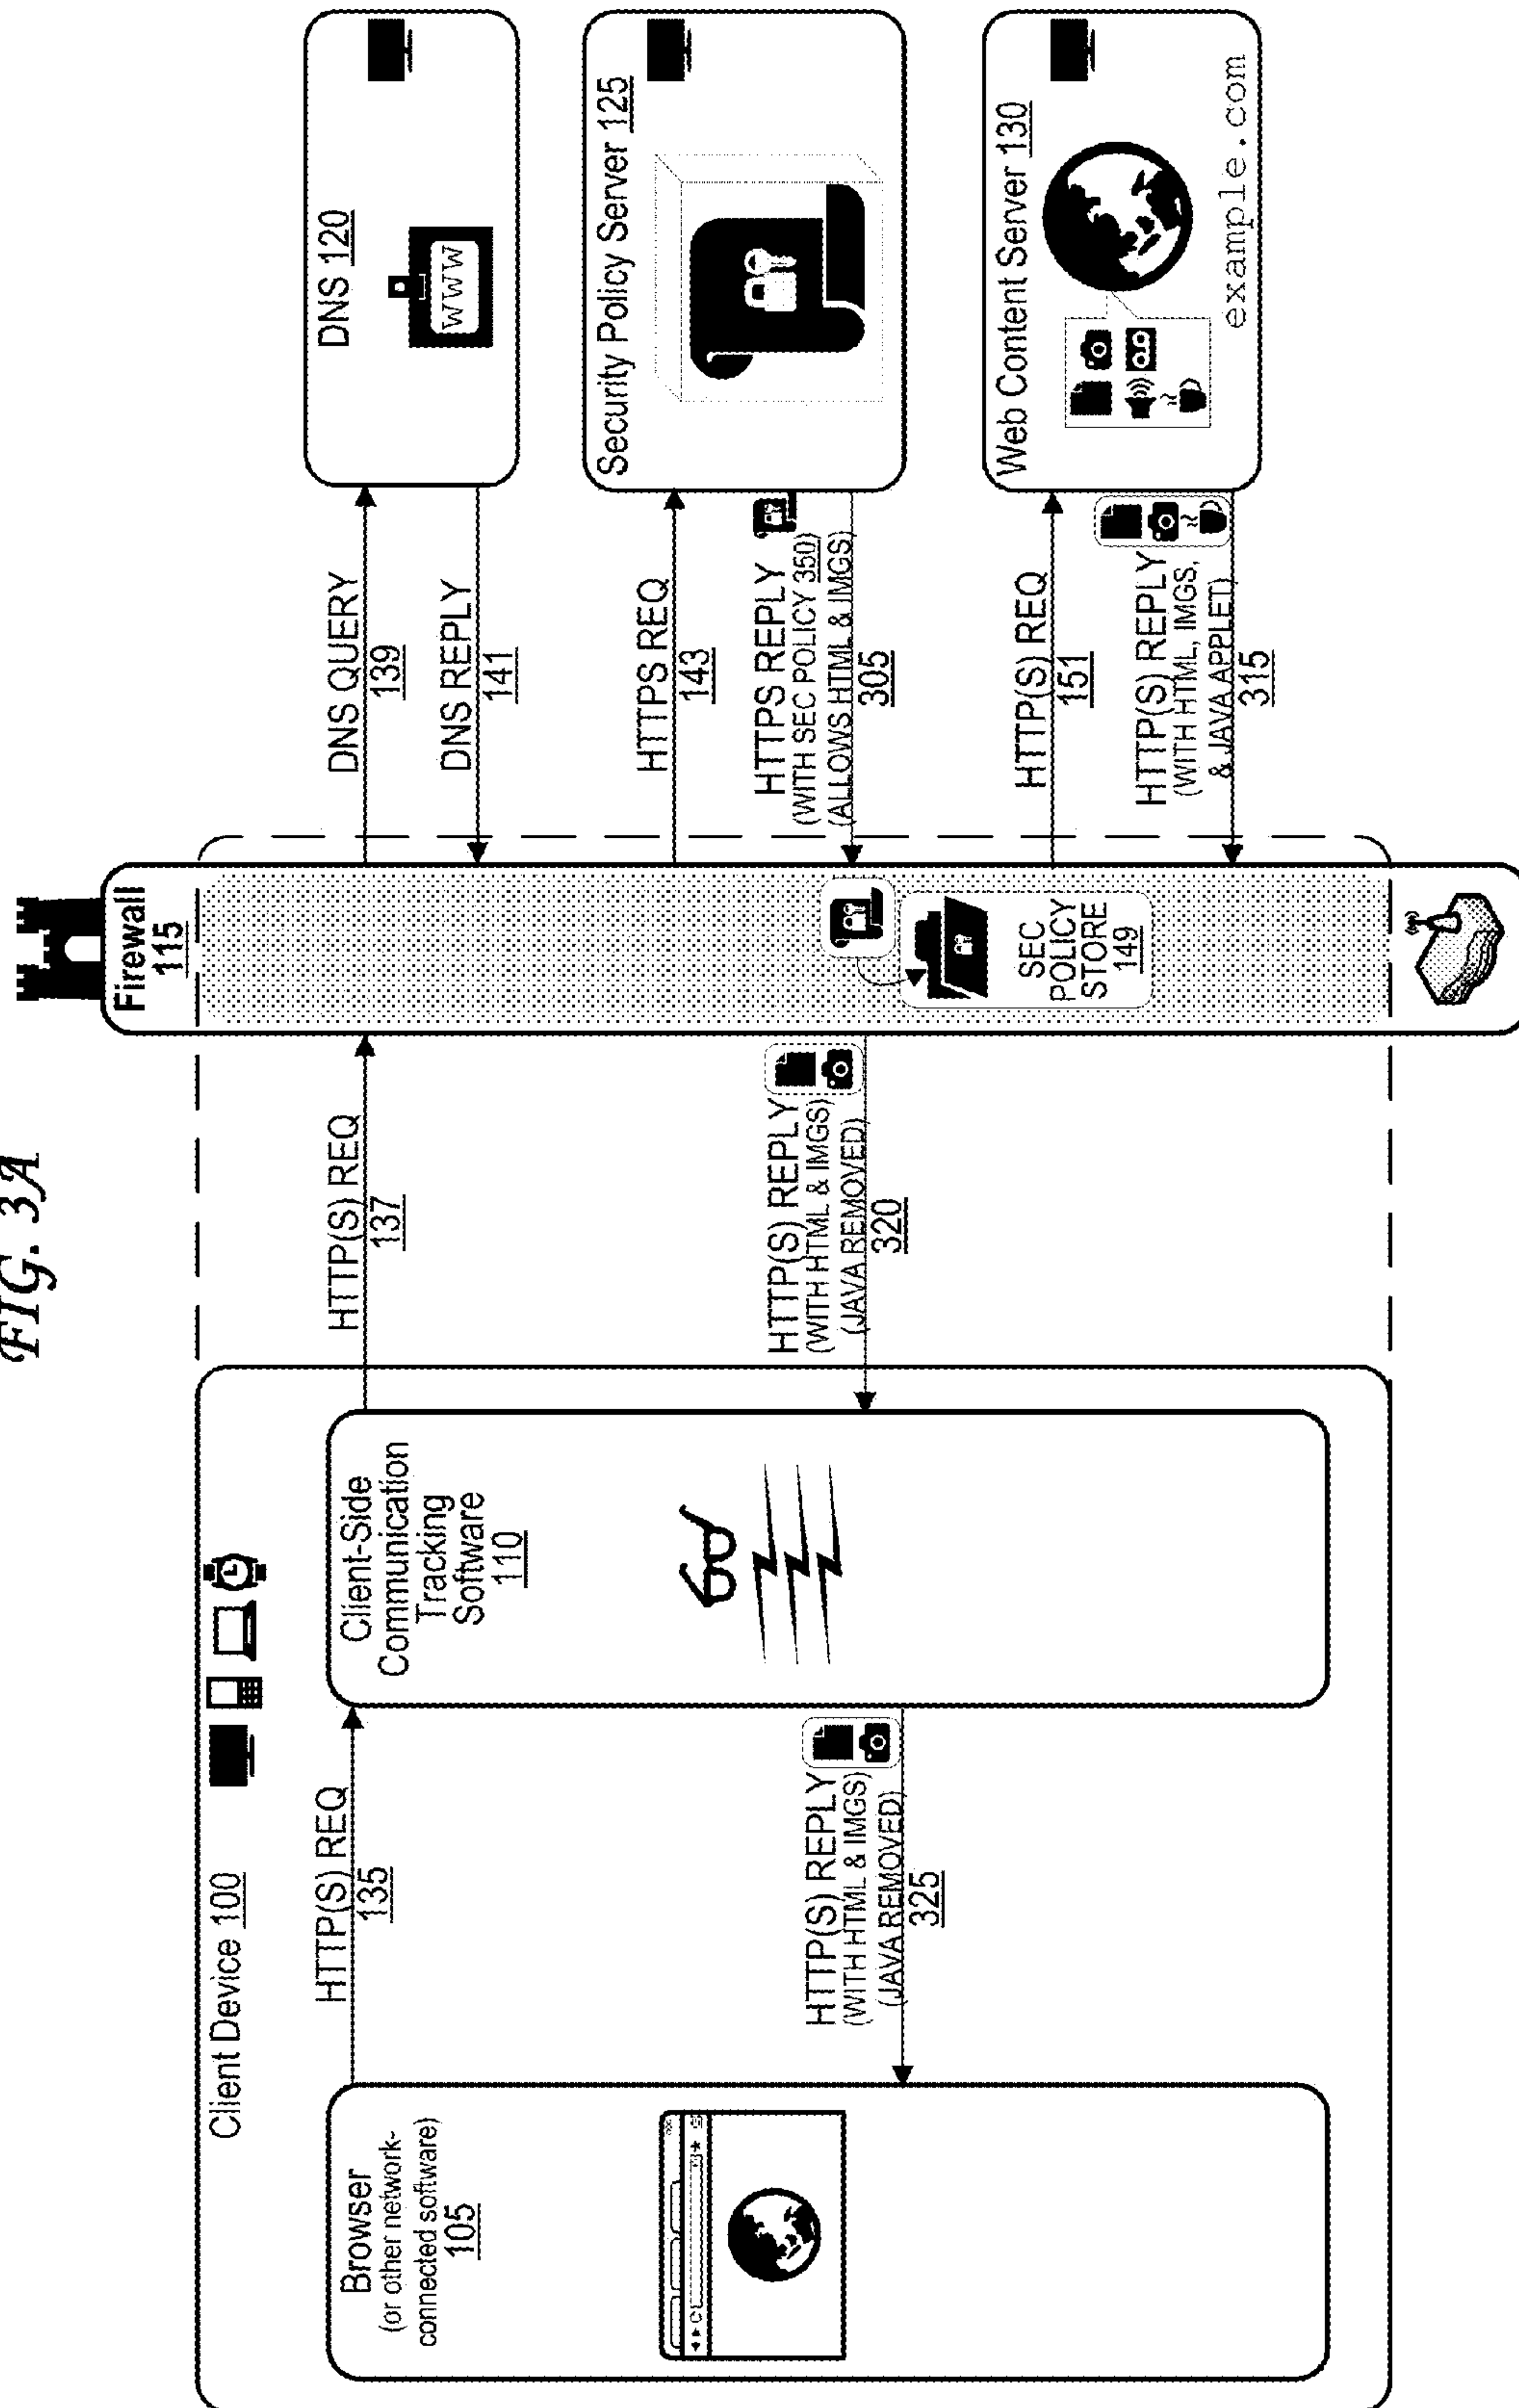 FIG. 3A
Client Device 100
Browser
(or other network-
connected software)
105
HTTP(S) REQ
135
HTTP(S) REPLY
(WITH HTML & IMGS)
(JAVA REMOVED)
325
Client-Side
Communication
Tracking
Software
110
HTTP(S) REQ
137
HTTP(S) REPLY
(WITH HTML & IMGS)
(JAVA REMOVED)
320
Firewall
115
SEC
POLICY
STORE
149
DNS QUERY
139
DNS REPLY
141
HTTPS REQ
143
HTTPS REPLY
(WITH SEC POLICY 350)
(ALLOWS HTML & IMGS)
305
HTTP(S) REQ
151
HTTP(S) REPLY
(WITH HTML, IMGS,
& JAVA APPLET)
315
DNS 120
WWW
Security Policy Server 125
Web Content Server 130
example.com